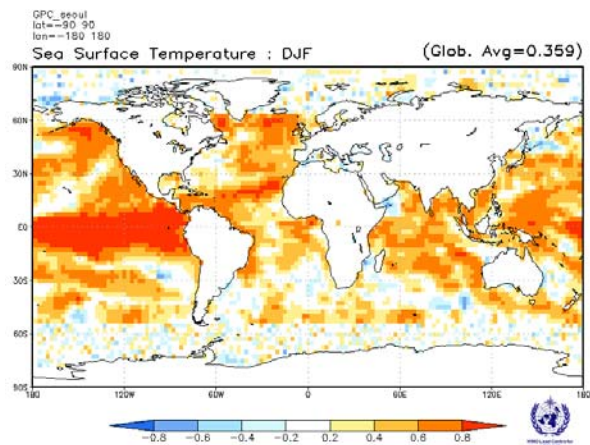 GPC_seoul
lat=-90 90
lon=-180 180
Sea Surface Temperature : DJF (Glob. Avg=0.359)
90N
60N
30N
EQ
30S
60S
90S
180 120W 60W 0 60E 120E 180
-0.8 -0.6 -0.4 -0.2 0.2 0.4 0.6 0.8